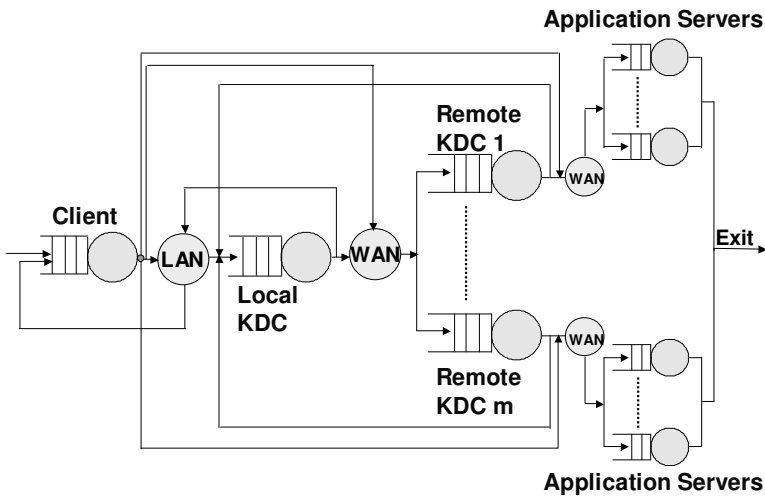 Application Servers
Remote
KDC 1
WAN
Client
LAN
Local
KDC
WAN
Exit
WAN
Remote
KDC m
Application Servers